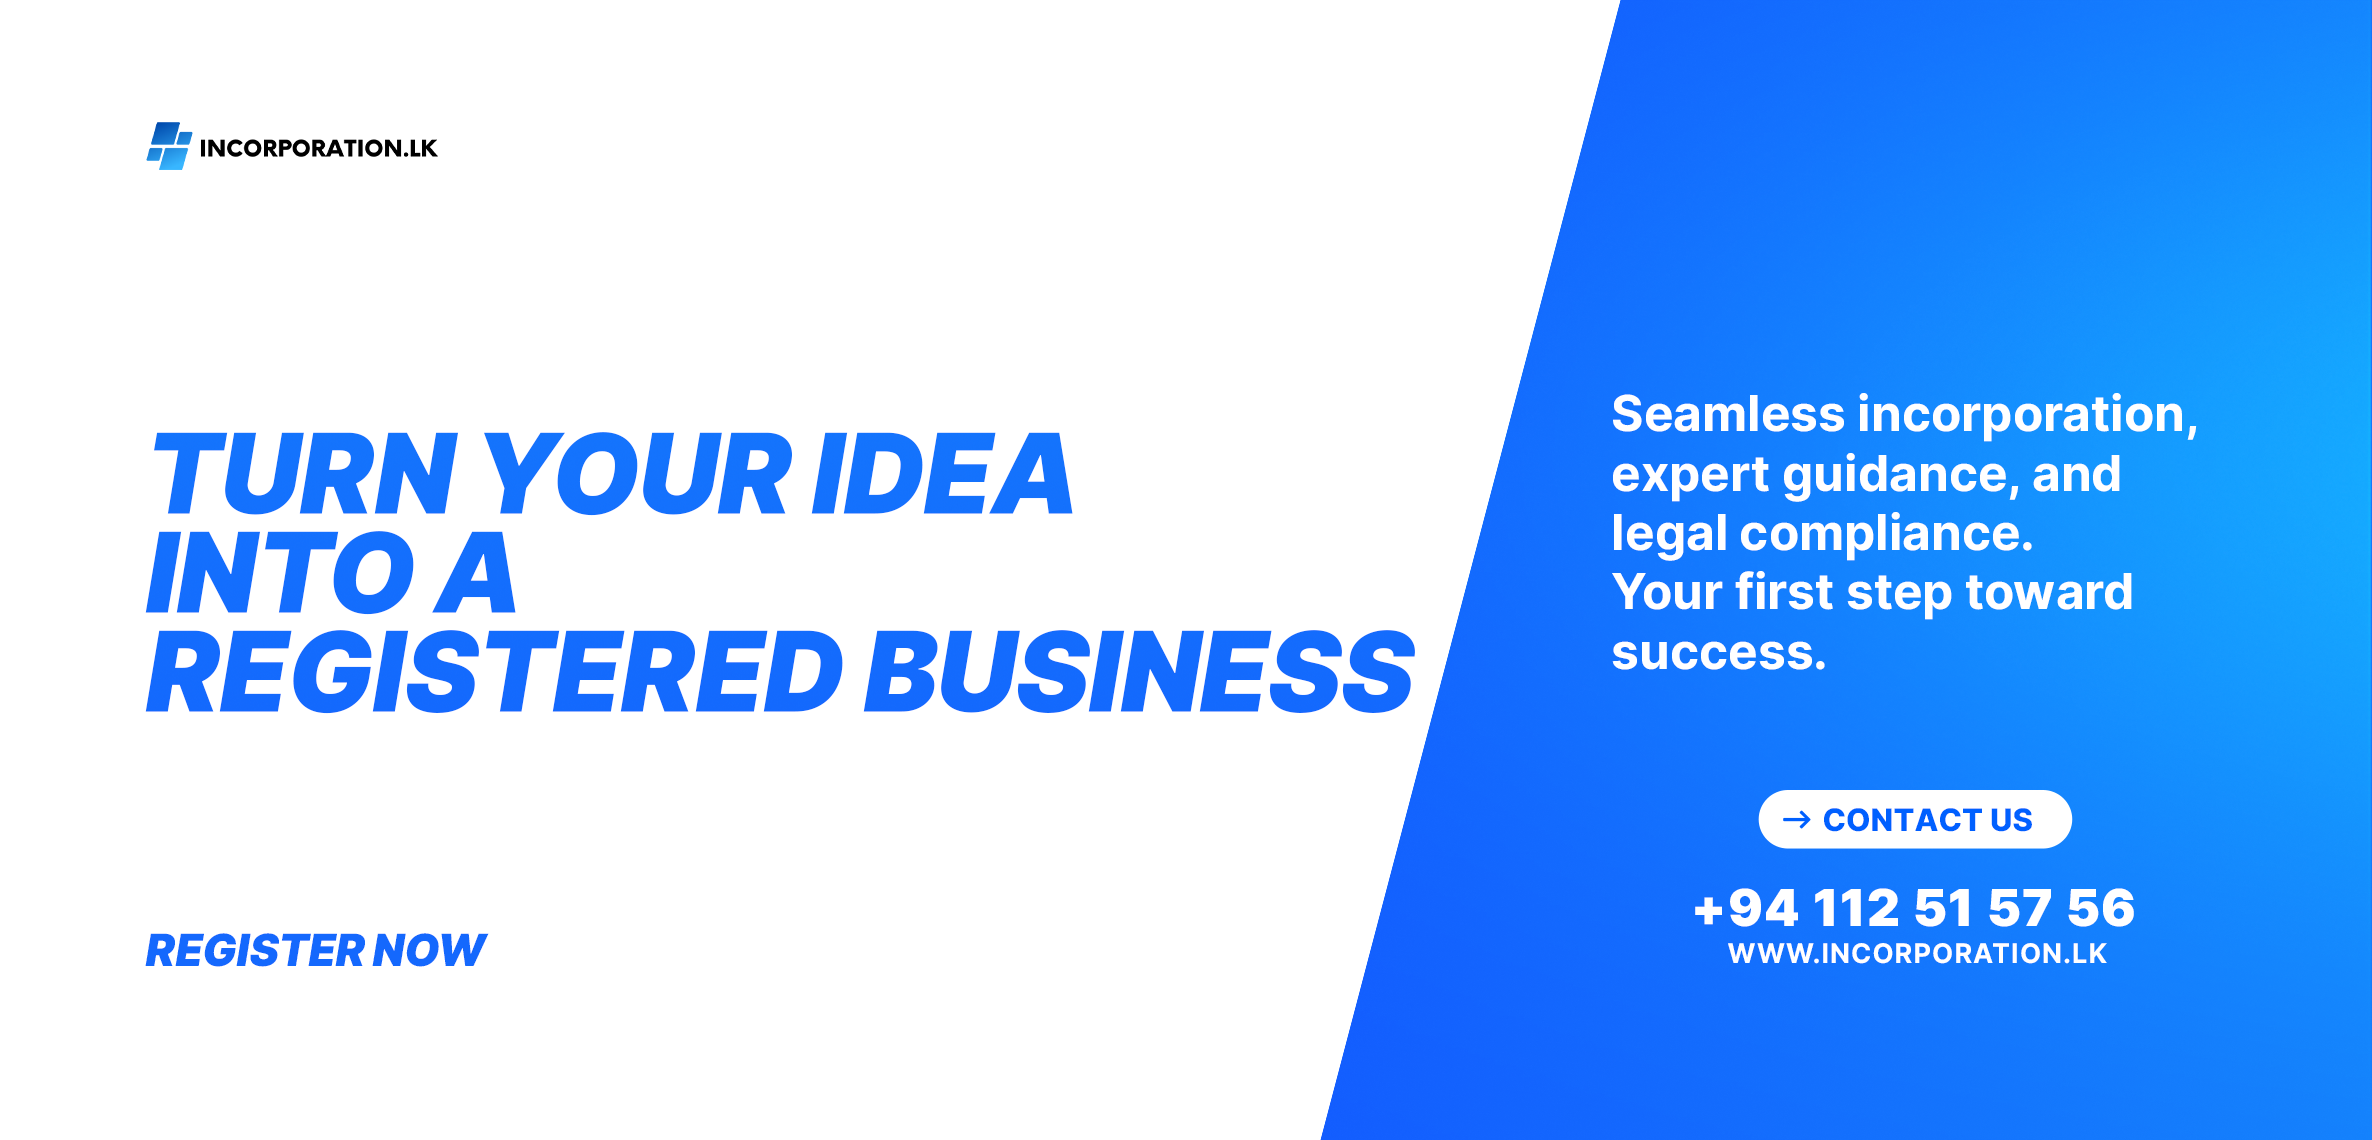 INCORPORATION.LK
TURN YOUR IDEA
INTO A
REGISTERED BUSINESS
REGISTER NOW
Seamless incorporation,
expert guidance, and
legal compliance.
Your first step toward
success.
→ CONTACT US
+94 112 51 57 56
WWW.INCORPORATION.LK